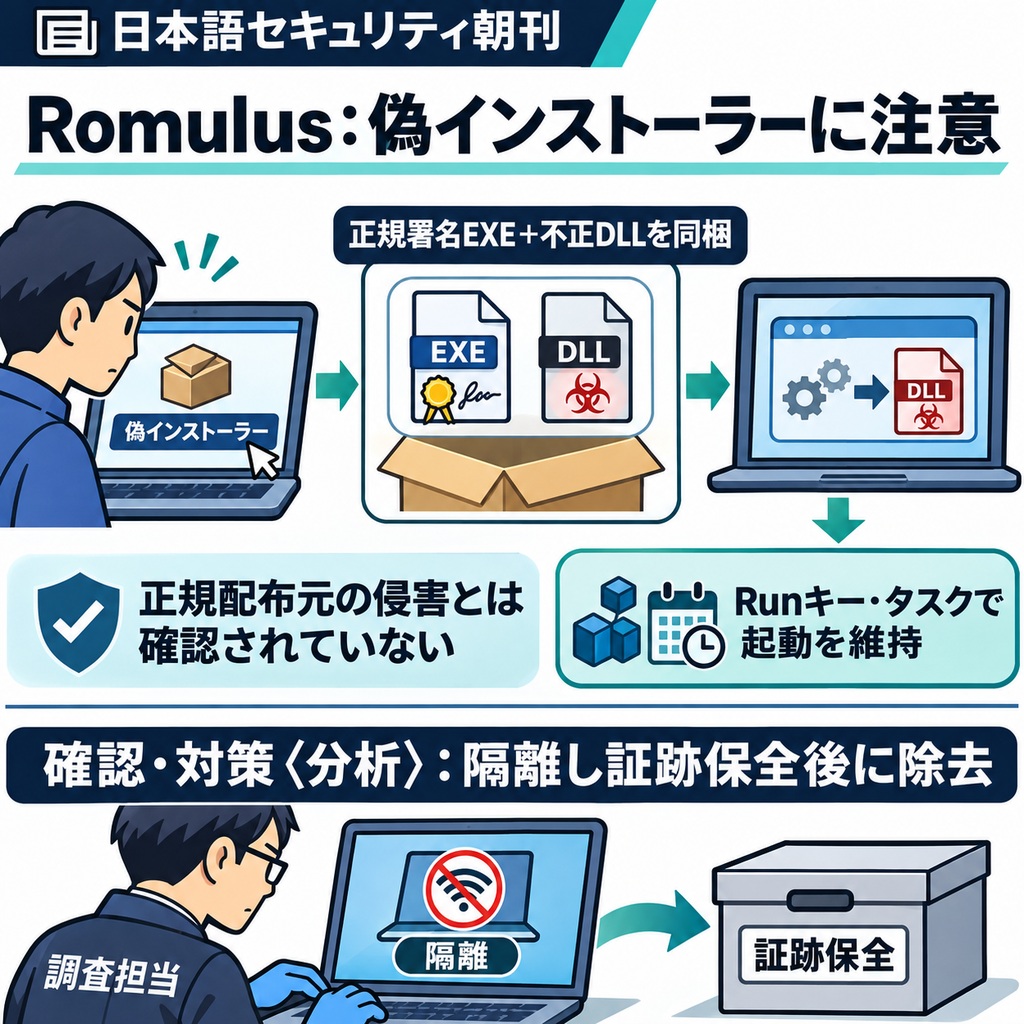 日本語セキュリティ朝刊
Romulus：偽インストーラーに注意
正規署名EXE＋不正DLLを同梱
偽インストーラー
EXE
DLL
DLL
正規配布元の侵害とは
確認されていない
Runキー・タスクで
起動を維持
確認・対策〈分析〉：隔離し証跡保全後に除去
調査担当
隔離
証跡保全